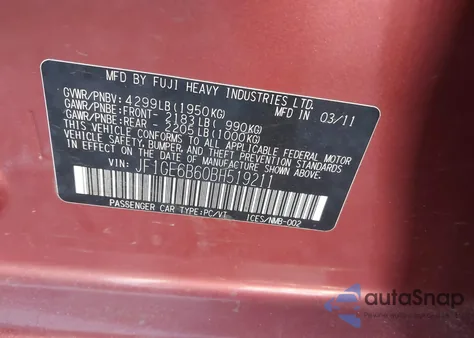 MFD BY FUJI HEAVY INDUSTRIES LTD.
GVWR/PNBV: 4299LB(1950KG) MADE IN 03/11
GAWR/PNBE: FRONT- 2183LB( 990KG)
GAWR/PNBE: REAR - 2205LB(1000KG)
THIS VEHICLE CONFORMS TO ALL APPLICABLE FEDERAL MOTOR
VEHICLE SAFETY, BUMPER, AND THEFT PREVENTION STANDARDS
IN EFFECT ON THE DATE OF MANUFACTURE SHOWN ABOVE.
VIN: JF1GE6B60BH519211
PASSENGER CAR TYPE:PC/VT ICES/NMB-002
autoSnap